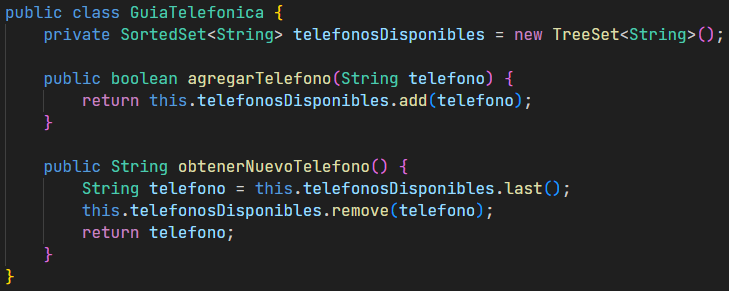 public class GuiaTelefonica {
    private SortedSet<String> telefonosDisponibles = new TreeSet<String>();

    public boolean agregarTelefono(String telefono) {
        return this.telefonosDisponibles.add(telefono);
    }

    public String obtenerNuevoTelefono() {
        String telefono = this.telefonosDisponibles.last();
        this.telefonosDisponibles.remove(telefono);
        return telefono;
    }
}